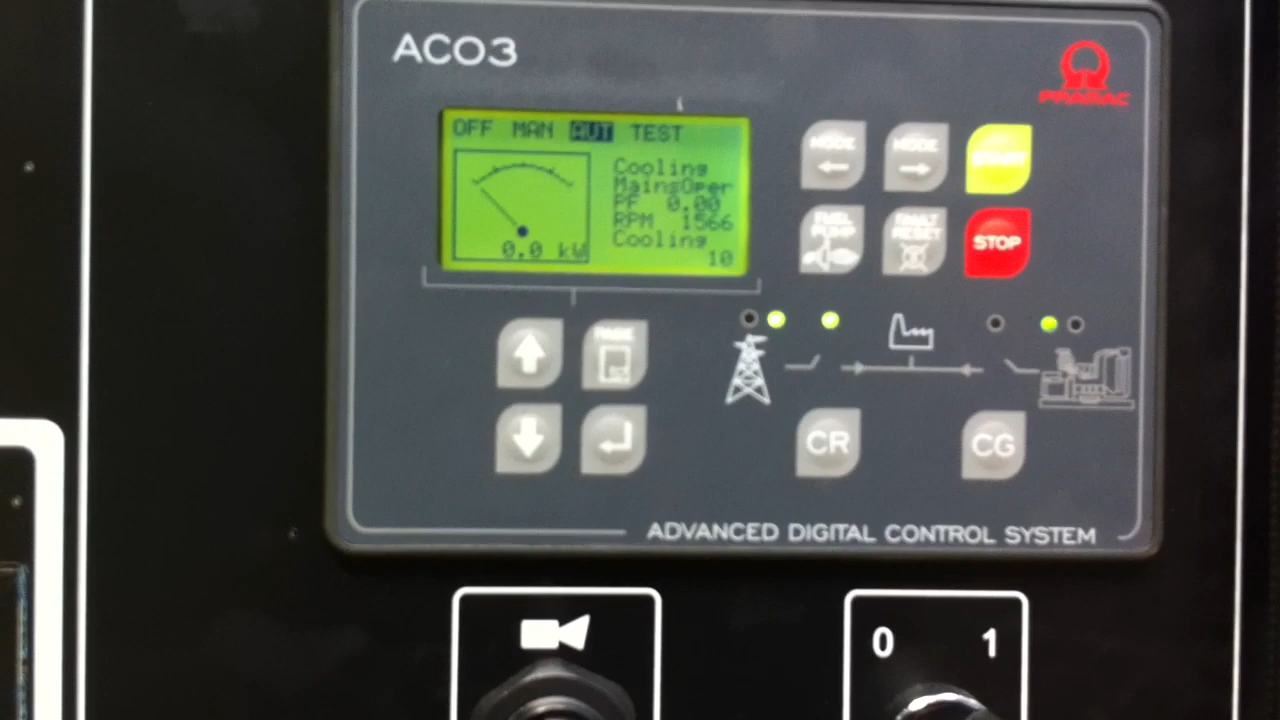 ACO3
PRAMAC
OFF MAN AUT TEST
Cooling
MainsOper
PF 0.00
RPM 1566
Cooling
10
0.0 kW
MODE
MODE
START
FUEL PUMP
FAULT RESET
STOP
PAGE
CR
CG
ADVANCED DIGITAL CONTROL SYSTEM
0 1